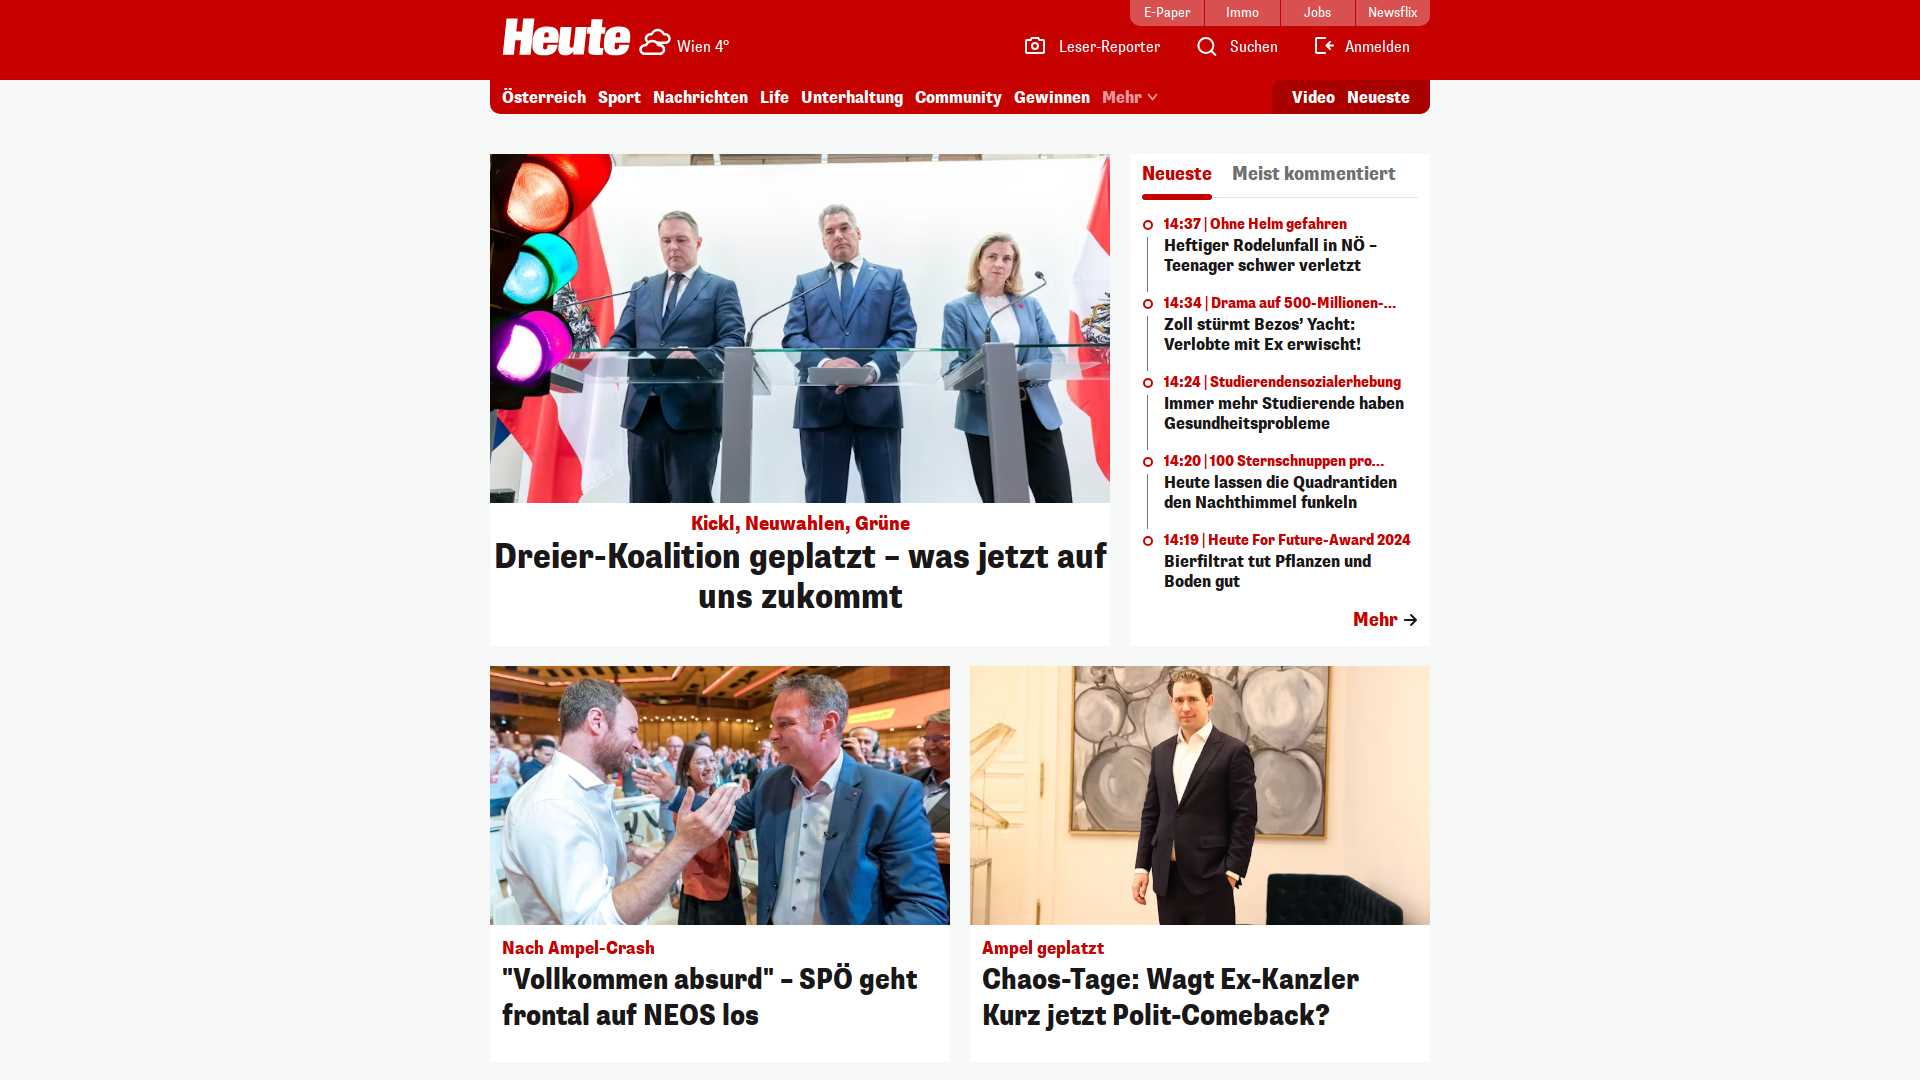 E-Paper
Immo
Jobs
Newsflix
Heute
Wien 4°
Leser-Reporter
Suchen
Anmelden
Österreich
Sport
Nachrichten
Life
Unterhaltung
Community
Gewinnen
Mehr
Video
Neueste
Kickl, Neuwahlen, Grüne
Dreier-Koalition geplatzt – was jetzt auf
uns zukommt
Neueste
Meist kommentiert
14:37 | Ohne Helm gefahren
Heftiger Rodelunfall in NÖ –
Teenager schwer verletzt
14:34 | Drama auf 500-Millionen-...
Zoll stürmt Bezos’ Yacht:
Verlobte mit Ex erwischt!
14:24 | Studierendensozialerhebung
Immer mehr Studierende haben
Gesundheitsprobleme
14:20 | 100 Sternschnuppen pro...
Heute lassen die Quadrantiden
den Nachthimmel funkeln
14:19 | Heute For Future-Award 2024
Bierfiltrat tut Pflanzen und
Boden gut
Mehr
Nach Ampel-Crash
"Vollkommen absurd" – SPÖ geht
frontal auf NEOS los
Ampel geplatzt
Chaos-Tage: Wagt Ex-Kanzler
Kurz jetzt Polit-Comeback?